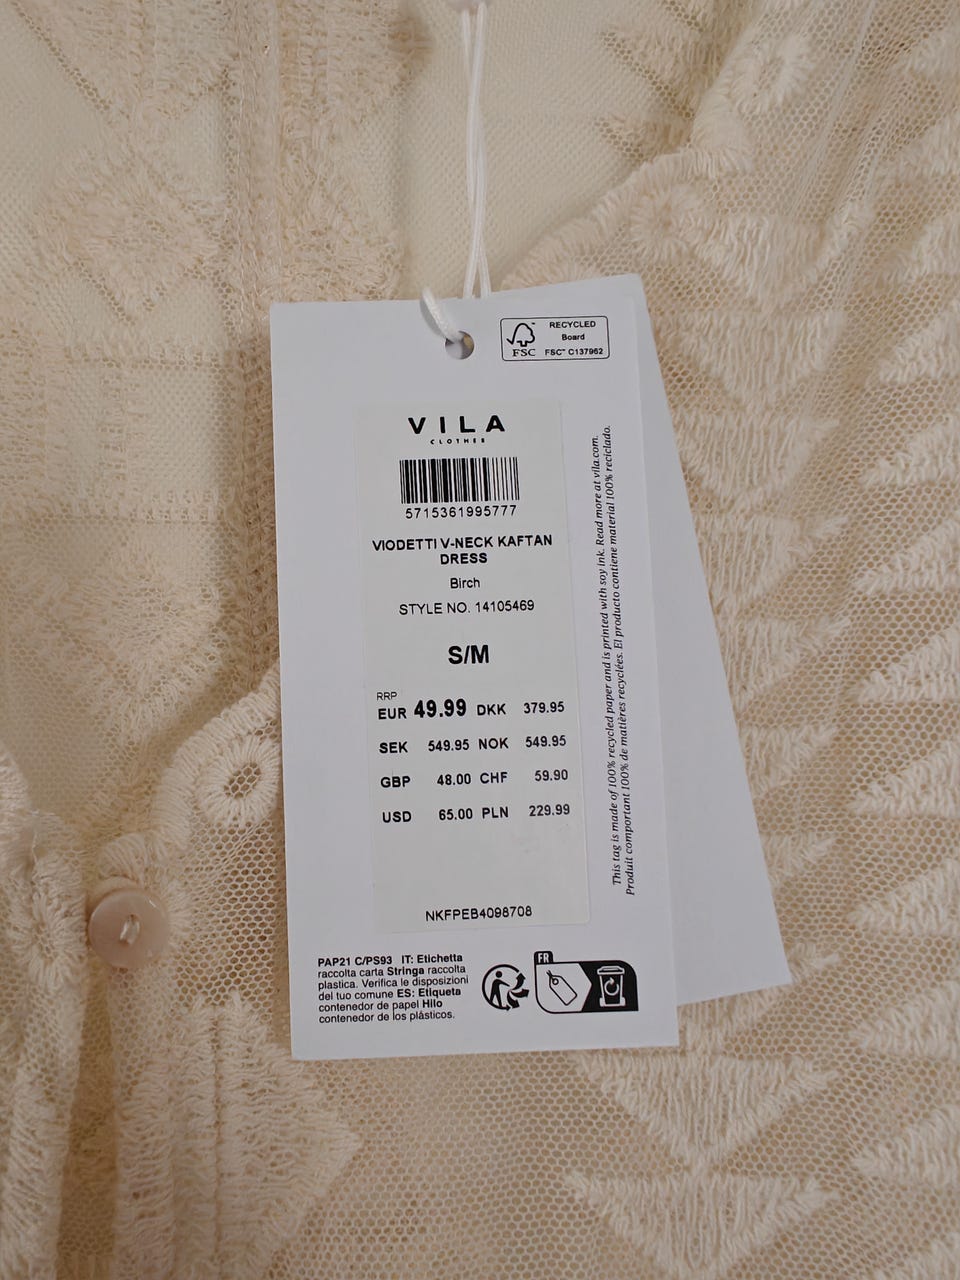 RECYCLED
Board
FSC
FSC™ C137962
VILA
CLOTHES
5715361995777
VIODETTI V-NECK KAFTAN
DRESS
Birch
STYLE NO. 14105469
S/M
RRP
EUR 49.99 DKK 379.95
SEK 549.95 NOK 549.95
GBP 48.00 CHF 59.90
USD 65.00 PLN 229.99
NKFPEB4098708
This tag is made of 100% recycled paper and is printed with soy ink. Read more at vila.com.
Produit comportant 100% de matières recyclées. El producto contiene material 100% reciclado.
PAP21 C/PS93 IT: Etichetta
raccolta carta Stringa raccolta
plastica. Verifica le disposizioni
del tuo comune ES: Etiqueta
contenedor de papel Hilo
contenedor de los plásticos.
FR